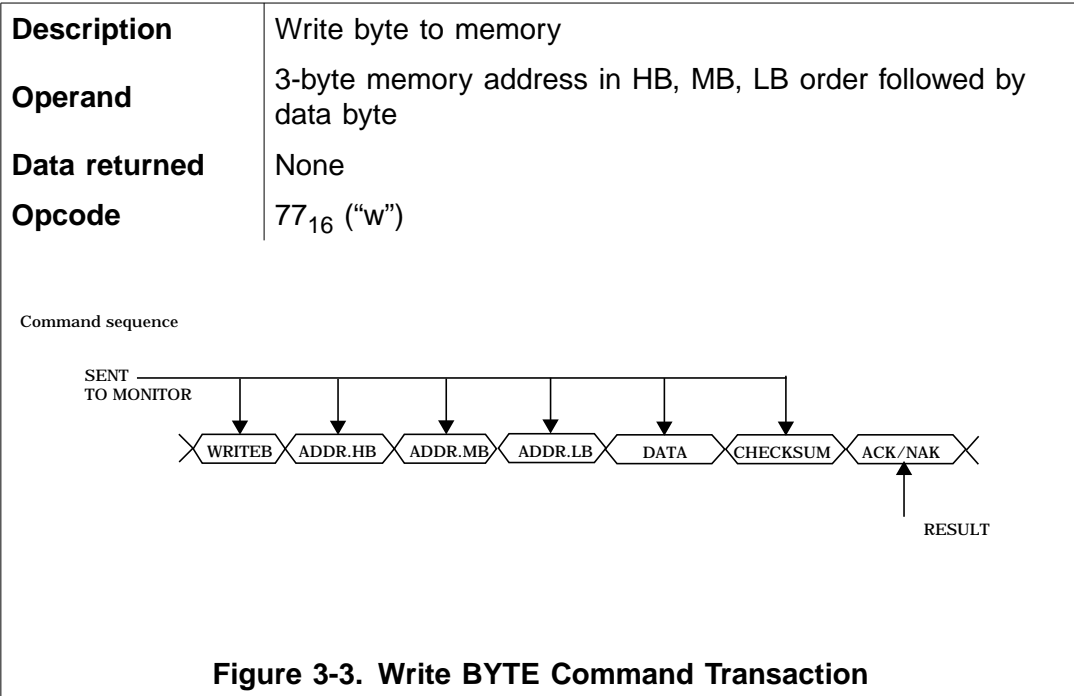 Description Write byte to memory
Operand 3-byte memory address in HB, MB, LB order followed by
data byte
Data returned None
Opcode 77₁₆ (“w”)
Command sequence
SENT
TO MONITOR
WRITEB ADDR.HB ADDR.MB ADDR.LB DATA CHECKSUM ACK/NAK
RESULT
Figure 3-3. Write BYTE Command Transaction